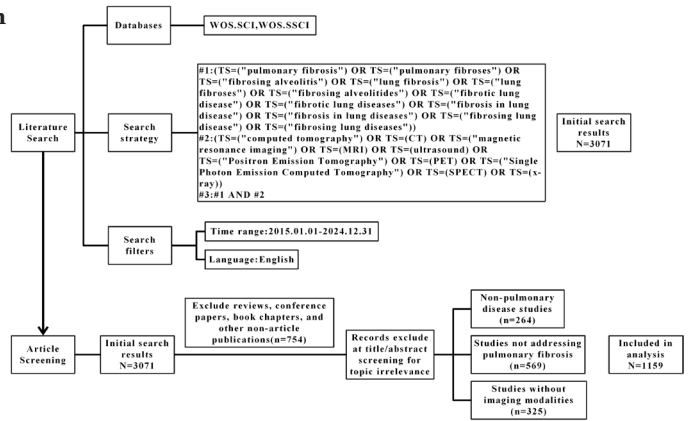 n
Databases
WOS.SCI,WOS.SSCI
Literature
Search
Search
strategy
#1:(TS=("pulmonary fibrosis") OR TS=("pulmonary fibroses") OR
TS=("fibrosing alveolitis") OR TS=("lung fibrosis") OR TS=("lung
fibroses") OR TS=("fibrosing alveolitides") OR TS=("fibrotic lung
disease") OR TS=("fibrotic lung diseases") OR TS=("fibrosis in lung
disease") OR TS=("fibrosis in lung diseases") OR TS=("fibrosing lung
disease") OR TS=("fibrosing lung diseases"))
#2:(TS=("computed tomography") OR TS=(CT) OR TS=("magnetic
resonance imaging") OR TS=(MRI) OR TS=(ultrasound) OR
TS=("Positron Emission Tomography") OR TS=(PET) OR TS=("Single
Photon Emission Computed Tomography") OR TS=(SPECT) OR TS=(x-
ray))
#3:#1 AND #2
Initial search
results
N=3071
Search
filters
Time range:2015.01.01-2024.12.31
Language:English
Article
Screening
Initial search
results
N=3071
Exclude reviews, conference
papers, book chapters, and
other non-article
publications(n=754)
Records exclude
at title/abstract
screening for
topic irrelevance
Non-pulmonary
disease studies
(n=264)
Studies not addressing
pulmonary fibrosis
(n=569)
Studies without
imaging modalities
(n=325)
Included in
analysis
N=1159